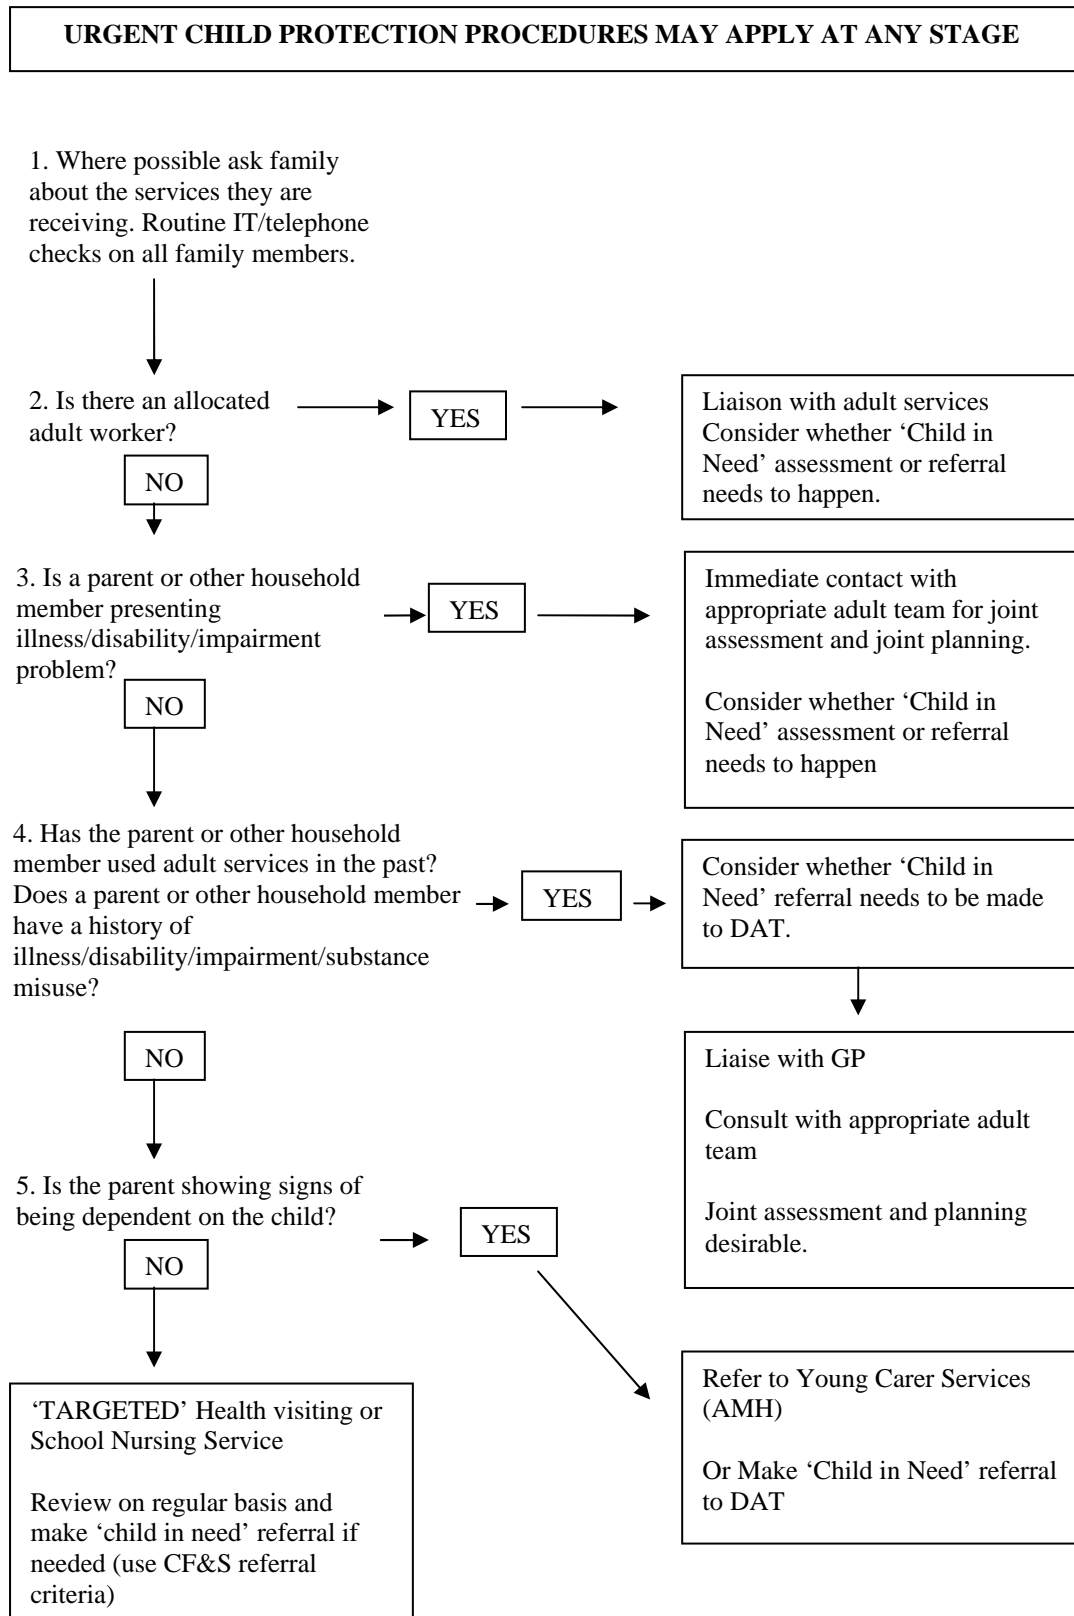 URGENT CHILD PROTECTION PROCEDURES MAY APPLY AT ANY STAGE
1. Where possible ask family
about the services they are
receiving. Routine IT/telephone
checks on all family members.
2. Is there an allocated
adult worker?
YES
Liaison with adult services
Consider whether ‘Child in
Need’ assessment or referral
needs to happen.
NO
3. Is a parent or other household
member presenting
illness/disability/impairment
problem?
YES
Immediate contact with
appropriate adult team for joint
assessment and joint planning.
Consider whether ‘Child in
Need’ assessment or referral
needs to happen
NO
4. Has the parent or other household
member used adult services in the past?
Does a parent or other household member
have a history of
illness/disability/impairment/substance
misuse?
YES
Consider whether ‘Child in
Need’ referral needs to be made
to DAT.
Liaise with GP
Consult with appropriate adult
team
Joint assessment and planning
desirable.
NO
5. Is the parent showing signs of
being dependent on the child?
YES
Refer to Young Carer Services
(AMH)
Or Make ‘Child in Need’ referral
to DAT
NO
‘TARGETED’ Health visiting or
School Nursing Service
Review on regular basis and
make ‘child in need’ referral if
needed (use CF&S referral
criteria)